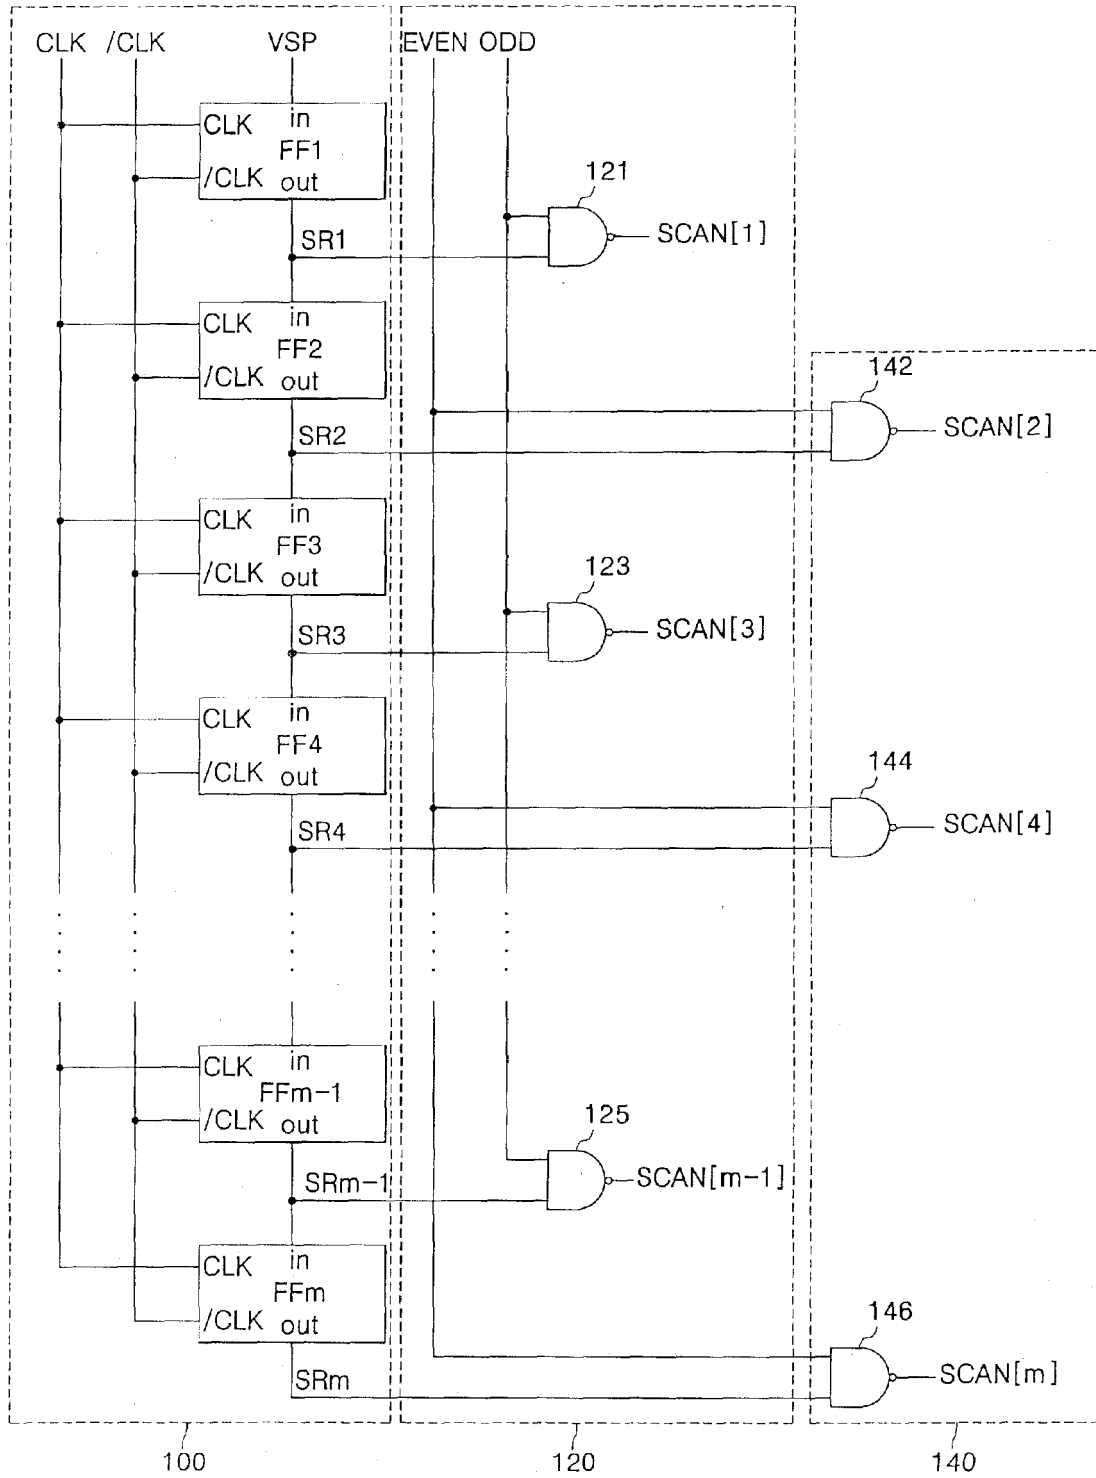 CLK /CLK VSP EVEN ODD
CLK in
FF1
/CLK out
121
SR1
SCAN[1]
CLK in
FF2
/CLK out
142
SR2
SCAN[2]
CLK in
FF3
/CLK out
123
SR3
SCAN[3]
CLK in
FF4
/CLK out
144
SR4
SCAN[4]
CLK in
FFm-1
/CLK out
125
SRm-1
SCAN[m-1]
CLK in
FFm
/CLK out
146
SRm
SCAN[m]
100 120 140